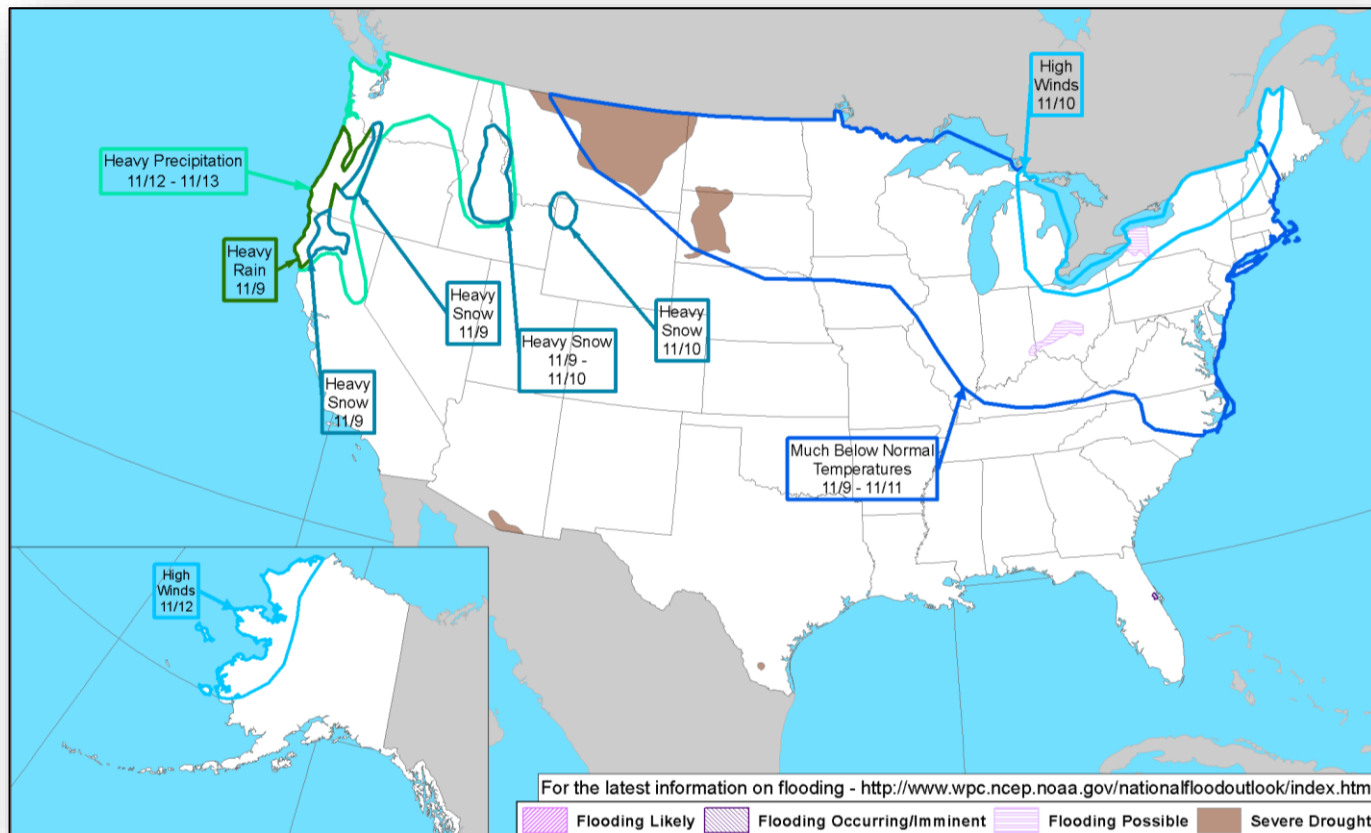 High
Winds
11/10
Heavy Precipitation
11/12 - 11/13
Heavy
Rain
11/9
Heavy
Snow
11/9
Heavy Snow
11/9 -
11/10
Heavy
Snow
11/10
Heavy
Snow
11/9
Much Below Normal
Temperatures
11/9 - 11/11
High
Winds
11/12
For the latest information on flooding - http://www.wpc.ncep.noaa.gov/nationalfloodoutlook/index.htm
Flooding Likely
Flooding Occurring/Imminent
Flooding Possible
Severe Drought